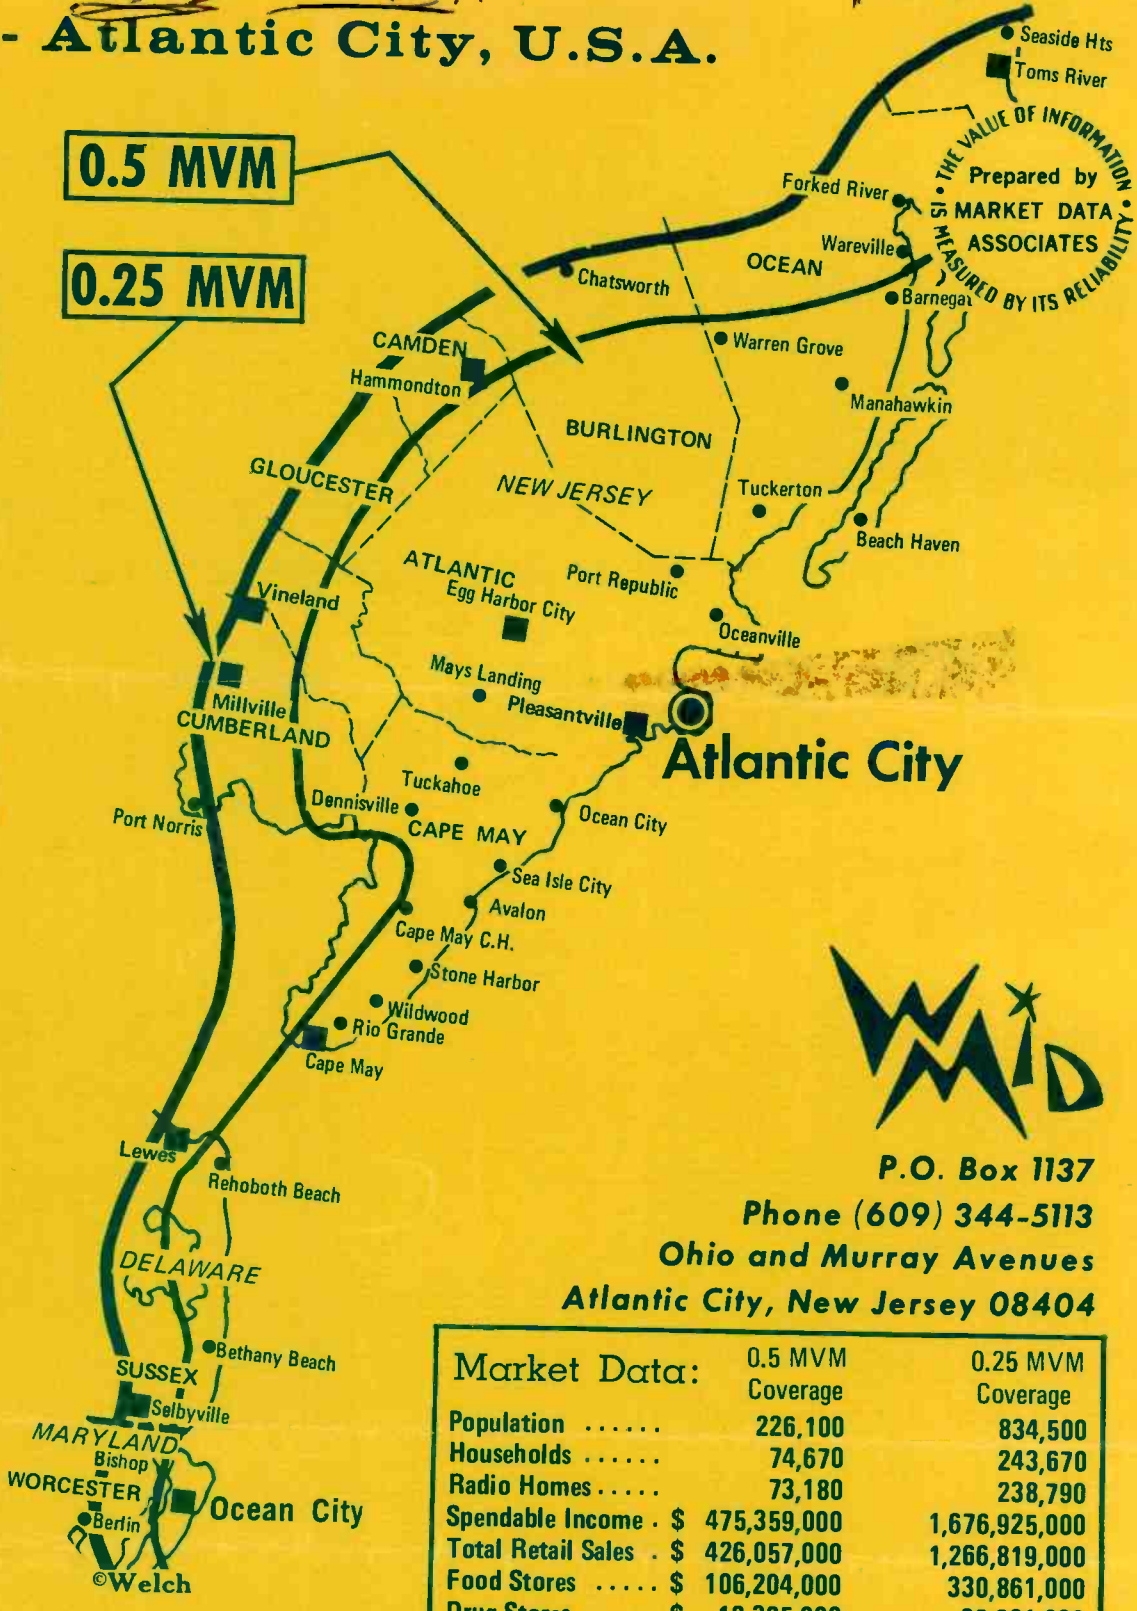 - Atlantic City, U.S.A.
0.5 MVM
0.25 MVM
Seaside Hts
Toms River
• THE VALUE OF INFORMATION •
IS MEASURED BY ITS RELIABILITY
Prepared by
MARKET DATA
ASSOCIATES
Forked River
Wareville
OCEAN
Chatsworth
Barnegat
Warren Grove
CAMDEN
Hammondton
Manahawkin
BURLINGTON
GLOUCESTER
NEW JERSEY
Tuckerton
Beach Haven
ATLANTIC
Egg Harbor City
Port Republic
Vineland
Oceanville
Mays Landing
Pleasantville
Millville
CUMBERLAND
Atlantic City
Tuckahoe
Dennisville
Port Norris
CAPE MAY
Ocean City
Sea Isle City
Avalon
Cape May C.H.
Stone Harbor
Wildwood
Rio Grande
Cape May
WMID
Lewes
Rehoboth Beach
P.O. Box 1137
Phone (609) 344-5113
Ohio and Murray Avenues
Atlantic City, New Jersey 08404
DELAWARE
Bethany Beach
SUSSEX
Selbyville
MARYLAND
Bishop
WORCESTER
Ocean City
Berlin
©Welch
Market Data: 0.5 MVM Coverage 0.25 MVM Coverage
Population ...... 226,100 834,500
Households ...... 74,670 243,670
Radio Homes ..... 73,180 238,790
Spendable Income . $ 475,359,000 1,676,925,000
Total Retail Sales . $ 426,057,000 1,266,819,000
Food Stores ..... $ 106,204,000 330,861,000
Drug Stores